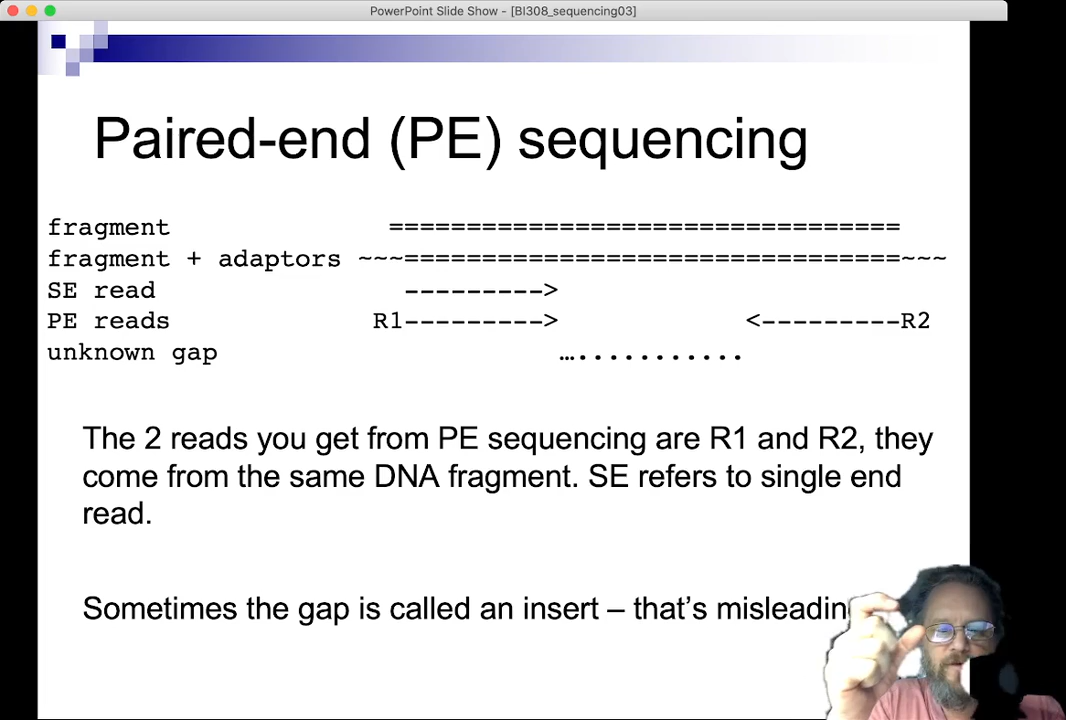 PowerPoint Slide Show - [BI308_sequencing03]
Paired-end (PE) sequencing
fragment =================================
fragment + adaptors ~~~================================~~~
SE read --------->
PE reads R1---------> <---------R2
unknown gap …...........
The 2 reads you get from PE sequencing are R1 and R2, they
come from the same DNA fragment. SE refers to single end
read.
Sometimes the gap is called an insert – that's